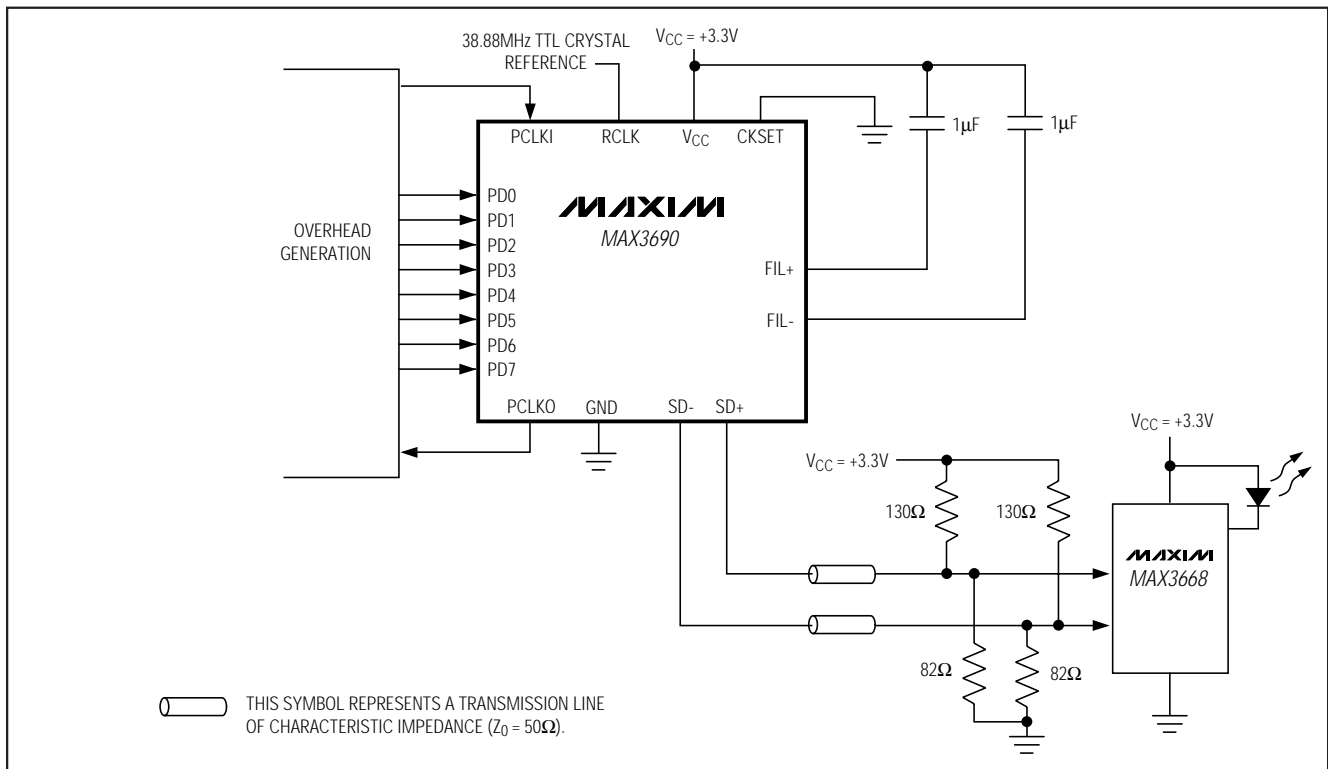 38.88MHz TTL CRYSTAL
REFERENCE
VCC = +3.3V
PCLKI
RCLK
VCC
CKSET
1μF
1μF
OVERHEAD
GENERATION
PD0
PD1
PD2
PD3
PD4
PD5
PD6
PD7
MAXIM
MAX3690
FIL+
FIL-
PCLKO
GND
SD-
SD+
VCC = +3.3V
VCC = +3.3V
130Ω
130Ω
MAXIM
MAX3668
82Ω
82Ω
THIS SYMBOL REPRESENTS A TRANSMISSION LINE
OF CHARACTERISTIC IMPEDANCE (Z0 = 50Ω).